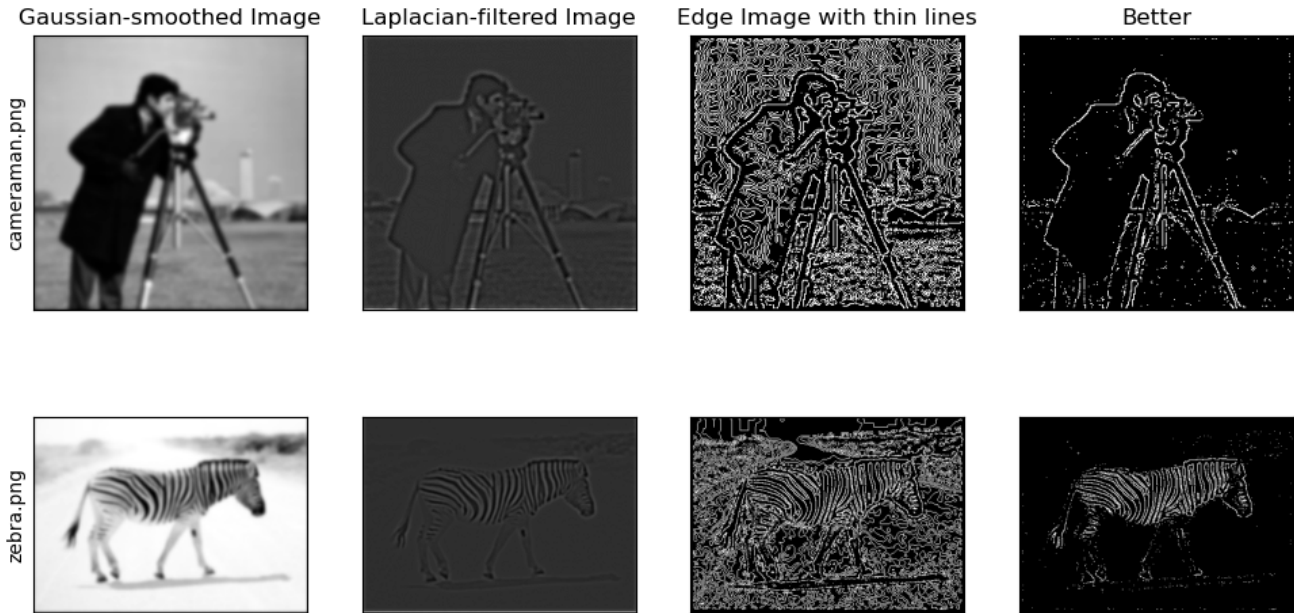 Gaussian-smoothed Image
Laplacian-filtered Image
Edge Image with thin lines
Better
cameraman.png
zebra.png